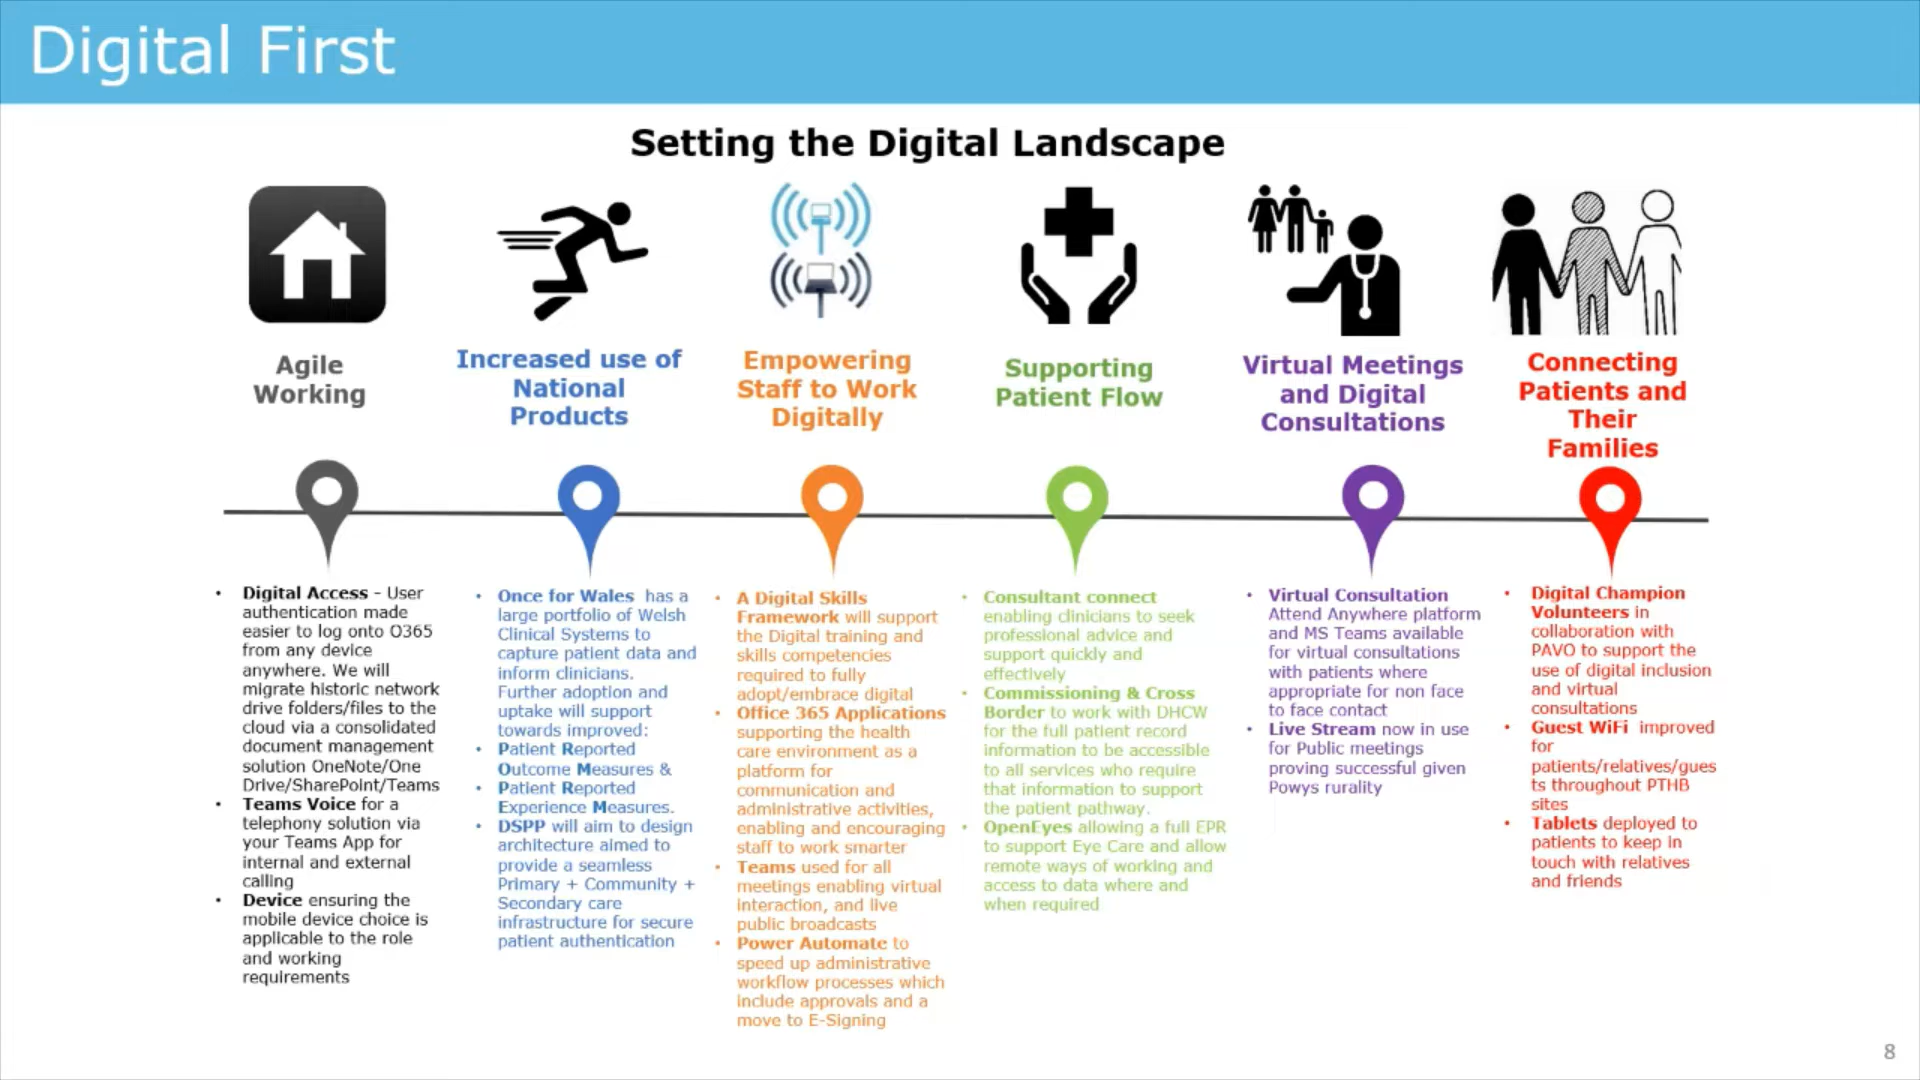 Digital First
Setting the Digital Landscape
Agile
Working
Increased use of
National
Products
Empowering
Staff to Work
Digitally
Supporting
Patient Flow
Virtual Meetings
and Digital
Consultations
Connecting
Patients and
Their
Families
• Digital Access - User
authentication made
easier to log onto O365
from any device
anywhere. We will
migrate historic network
drive folders/files to the
cloud via a consolidated
document management
solution OneNote/One
Drive/SharePoint/Teams
• Teams Voice for a
telephony solution via
your Teams App for
internal and external
calling
• Device ensuring the
mobile device choice is
applicable to the role
and working
requirements
• Once for Wales has a
large portfolio of Welsh
Clinical Systems to
capture patient data and
inform clinicians.
Further adoption and
uptake will support
towards improved:
• Patient Reported
Outcome Measures &
• Patient Reported
Experience Measures.
• DSPP will aim to design
architecture aimed to
provide a seamless
Primary + Community +
Secondary care
infrastructure for secure
patient authentication
• A Digital Skills
Framework will support
the Digital training and
skills competencies
required to fully
adopt/embrace digital
• Office 365 Applications
supporting the health
care environment as a
platform for
communication and
administrative activities,
enabling and encouraging
staff to work smarter
• Teams used for all
meetings enabling virtual
interaction, and live
public broadcasts
• Power Automate to
speed up administrative
workflow processes which
include approvals and a
move to E-Signing
• Consultant connect
enabling clinicians to seek
professional advice and
support quickly and
effectively
• Commissioning & Cross
Border to work with DHCW
for the full patient record
information to be accessible
to all services who require
that information to support
the patient pathway.
• OpenEyes allowing a full EPR
to support Eye Care and allow
remote ways of working and
access to data where and
when required
• Virtual Consultation
Attend Anywhere platform
and MS Teams available
for virtual consultations
with patients where
appropriate for non face
to face contact
• Live Stream now in use
for Public meetings
proving successful given
Powys rurality
• Digital Champion
Volunteers in
collaboration with
PAVO to support the
use of digital inclusion
and virtual
consultations
• Guest WiFi improved
for
patients/relatives/gues
ts throughout PTHB
sites
• Tablets deployed to
patients to keep in
touch with relatives
and friends
8